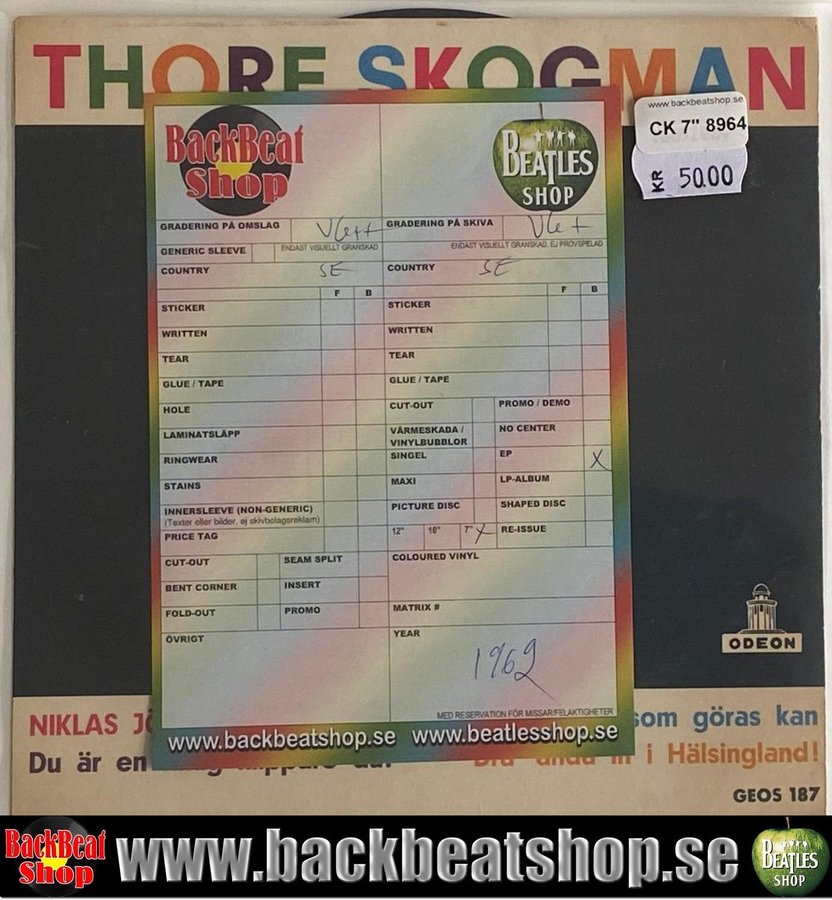 THORE SKOGMAN
www.backbeatshop.se
CK 7" 8964
KR 50.00
BackBeat Shop
BEATLES SHOP
GRADERING PÅ OMSLAG VG++ GRADERING PÅ SKIVA VG+
GENERIC SLEEVE ENDAST VISUELLT GRANSKAD ENDAST VISUELLT GRANSKAD, EJ PROVSPELAD
COUNTRY SE COUNTRY SE
F B F B
STICKER STICKER
WRITTEN WRITTEN
TEAR TEAR
GLUE / TAPE GLUE / TAPE
HOLE CUT-OUT PROMO / DEMO
LAMINATSLÄPP VÄRMESKADA / VINYLBUBBLOR NO CENTER
RINGWEAR SINGEL EP X
STAINS MAXI LP-ALBUM
INNERSLEEVE (NON-GENERIC) PICTURE DISC SHAPED DISC
(Texter eller bilder, ej skivbolagsreklam)
PRICE TAG 12" 10" 7" X RE-ISSUE
CUT-OUT SEAM SPLIT COLOURED VINYL
BENT CORNER INSERT
FOLD-OUT PROMO MATRIX #
ÖVRIGT YEAR
1962
MED RESERVATION FÖR MISSAR/FELAKTIGHETER
www.backbeatshop.se www.beatlesshop.se
ODEON
NIKLAS som göras kan
Du är en i Hälsingland!
GEOS 187
BackBeat Shop www.backbeatshop.se BEATLES SHOP